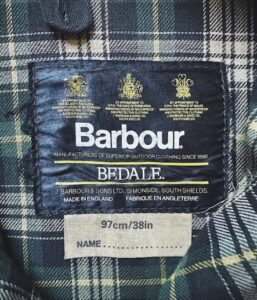 Barbour
MANUFACTURERS OF SUPERIOR OUTDOOR CLOTHING SINCE 1890
BEDALE.
J. BARBOUR & SONS LTD., SIMONSIDE, SOUTH SHIELDS.
MADE IN ENGLAND FABRIQUE EN ANGLETERRE
97cm/38in
NAME